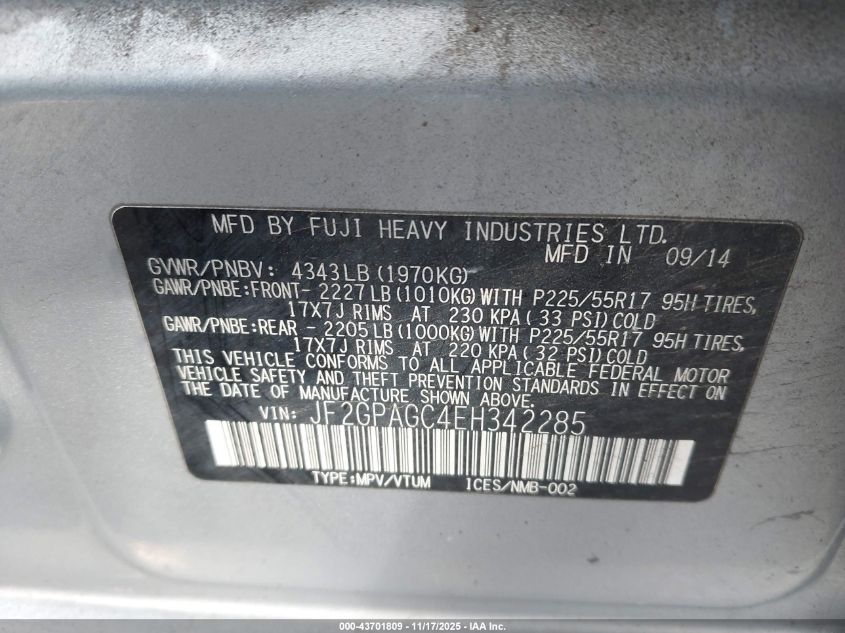 MFD BY FUJI HEAVY INDUSTRIES LTD.
MFD IN 09/14
GVWR/PNBV: 4343LB(1970KG)
GAWR/PNBE:FRONT- 2227LB(1010KG)WITH P225/55R17 95H TIRES,
17X7J RIMS AT 230 KPA(33 PSI)COLD
GAWR/PNBE:REAR - 2205LB(1000KG)WITH P225/55R17 95H TIRES,
17X7J RIMS AT 220 KPA(32 PSI)COLD
THIS VEHICLE CONFORMS TO ALL APPLICABLE FEDERAL MOTOR
VEHICLE SAFETY AND THEFT PREVENTION STANDARDS IN EFFECT ON
THE DATE OF MANUFACTURE SHOWN ABOVE.
VIN: JF2GPAGC4EH342285
TYPE:MPV/VTUM ICES/NMB-002
000-43701809 - 11/17/2025 - IAA Inc.